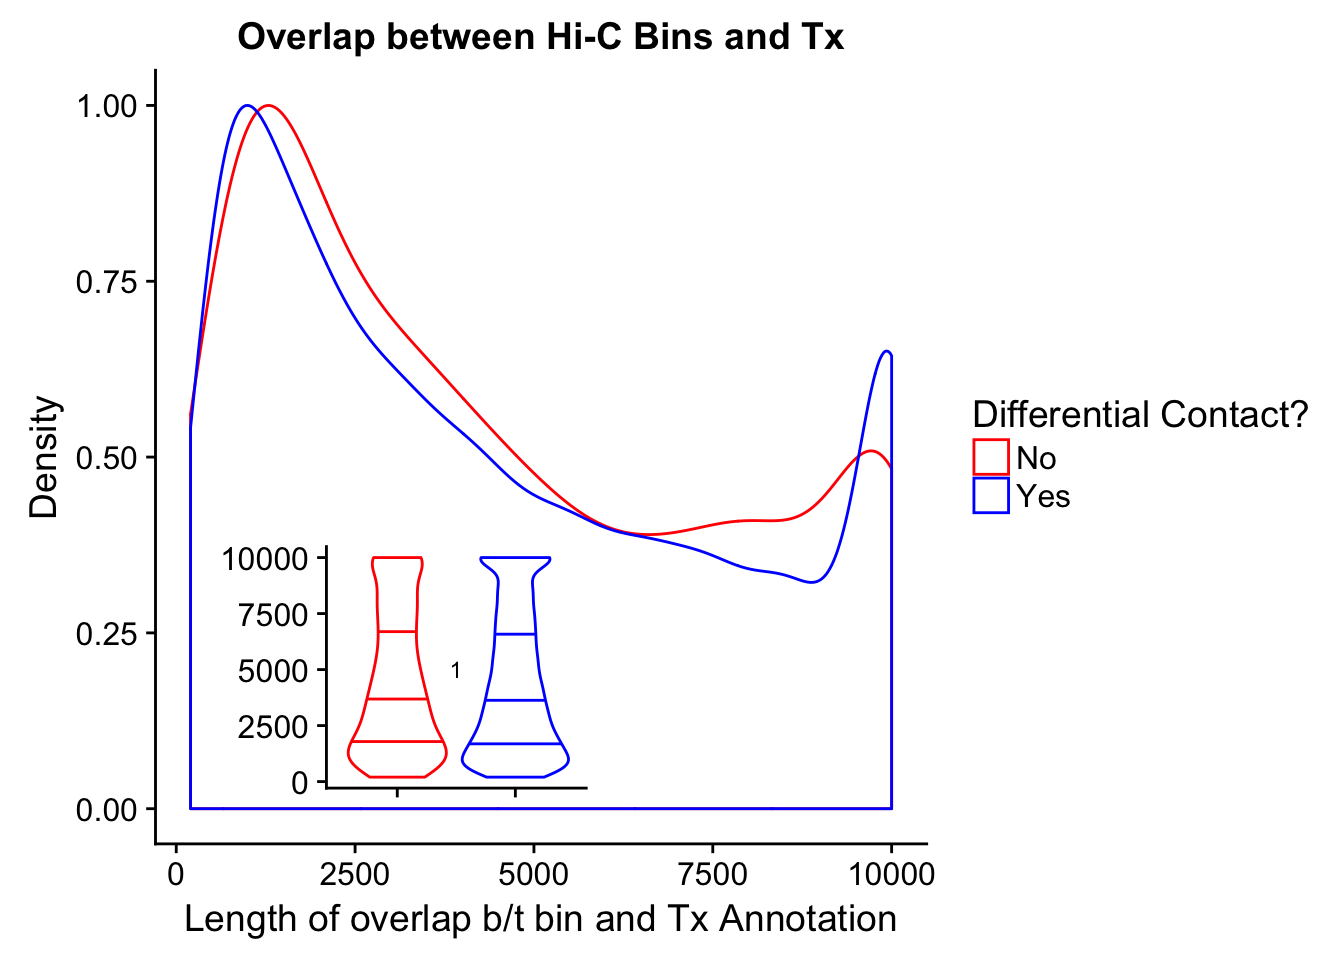 Overlap between Hi-C Bins and Tx
Density
1.00
0.75
0.50
0.25
0.00
10000
7500
5000
2500
0
1
0 2500 5000 7500 10000
Length of overlap b/t bin and Tx Annotation
Differential Contact?
No
Yes